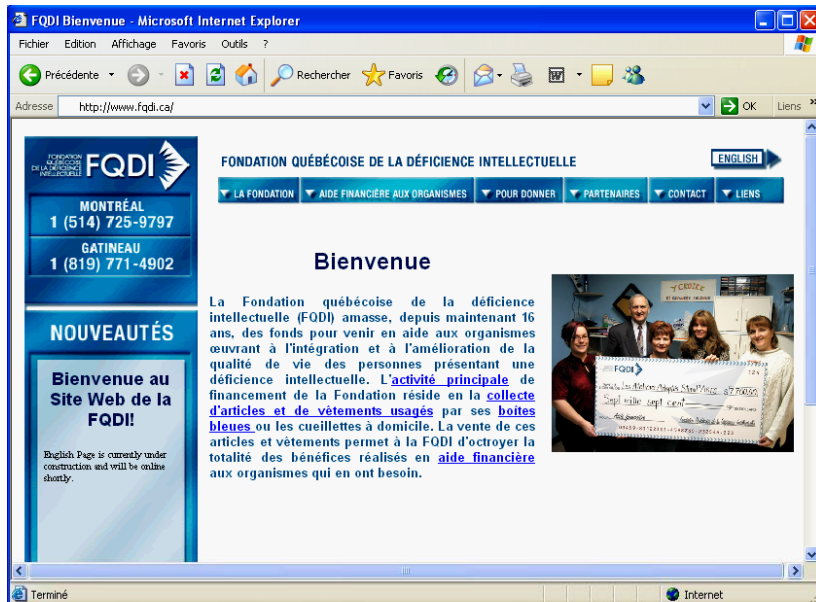 FQDI Bienvenue - Microsoft Internet Explorer
Fichier Edition Affichage Favoris Outils ?
Précédente Rechercher Favoris
Adresse http://www.fqdi.ca/ OK Liens »
FONDATION
QUÉBÉCOISE
DE LA DÉFICIENCE
INTELLECTUELLE
FQDI
MONTRÉAL
1 (514) 725-9797
GATINEAU
1 (819) 771-4902
NOUVEAUTÉS
Bienvenue au
Site Web de la
FQDI!
English Page is currently under
construction and will be online
shortly.
FONDATION QUÉBÉCOISE DE LA DÉFICIENCE INTELLECTUELLE
ENGLISH
LA FONDATION AIDE FINANCIÈRE AUX ORGANISMES POUR DONNER PARTENAIRES CONTACT LIENS
Bienvenue
La Fondation québécoise de la déficience
intellectuelle (FQDI) amasse, depuis maintenant 16
ans, des fonds pour venir en aide aux organismes
œuvrant à l'intégration et à l'amélioration de la
qualité de vie des personnes présentant une
déficience intellectuelle. L'activité principale de
financement de la Fondation réside en la collecte
d'articles et de vêtements usagés par ses boîtes
bleues ou les cueillettes à domicile. La vente de ces
articles et vêtements permet à la FQDI d'octroyer la
totalité des bénéfices réalisés en aide financière
aux organismes qui en ont besoin.
FQDI
Sept mille sept cent
Terminé Internet